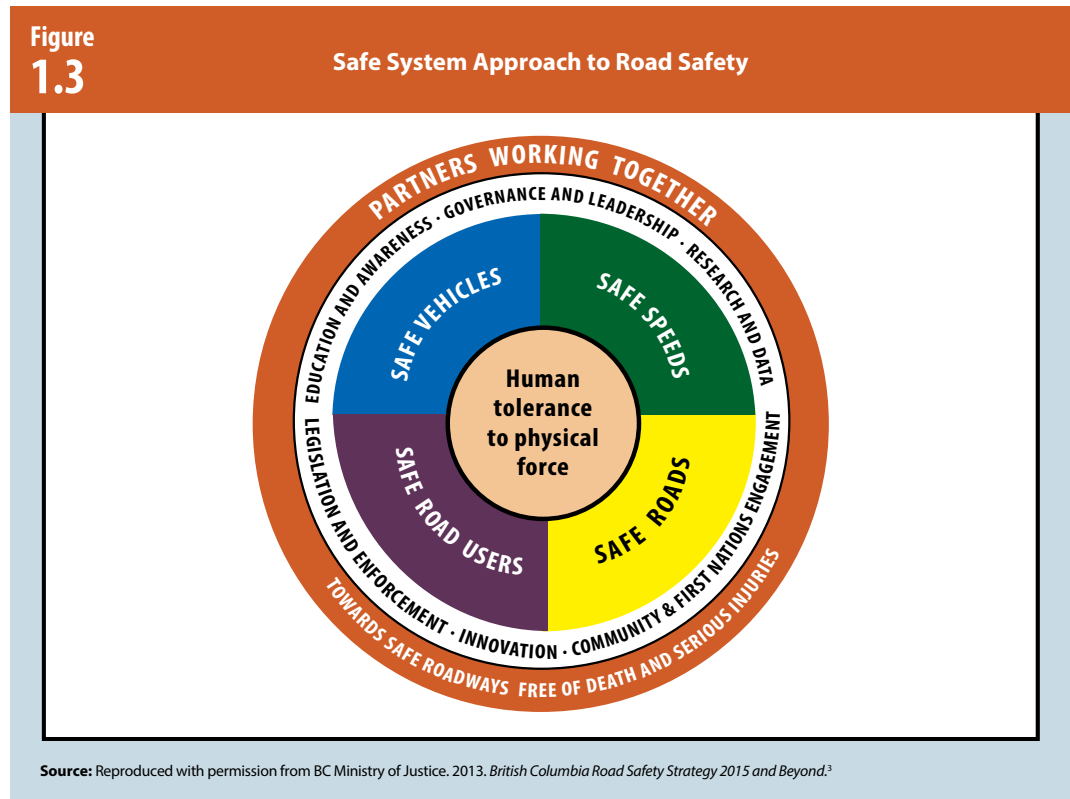 Figure
1.3
Safe System Approach to Road Safety
PARTNERS WORKING TOGETHER
EDUCATION AND AWARENESS · GOVERNANCE AND LEADERSHIP · RESEARCH AND DATA
SAFE VEHICLES
SAFE SPEEDS
Human
tolerance
to physical
force
SAFE ROAD USERS
SAFE ROADS
LEGISLATION AND ENFORCEMENT · INNOVATION · COMMUNITY & FIRST NATIONS ENGAGEMENT
TOWARDS SAFE ROADWAYS FREE OF DEATH AND SERIOUS INJURIES
Source: Reproduced with permission from BC Ministry of Justice. 2013. British Columbia Road Safety Strategy 2015 and Beyond.³